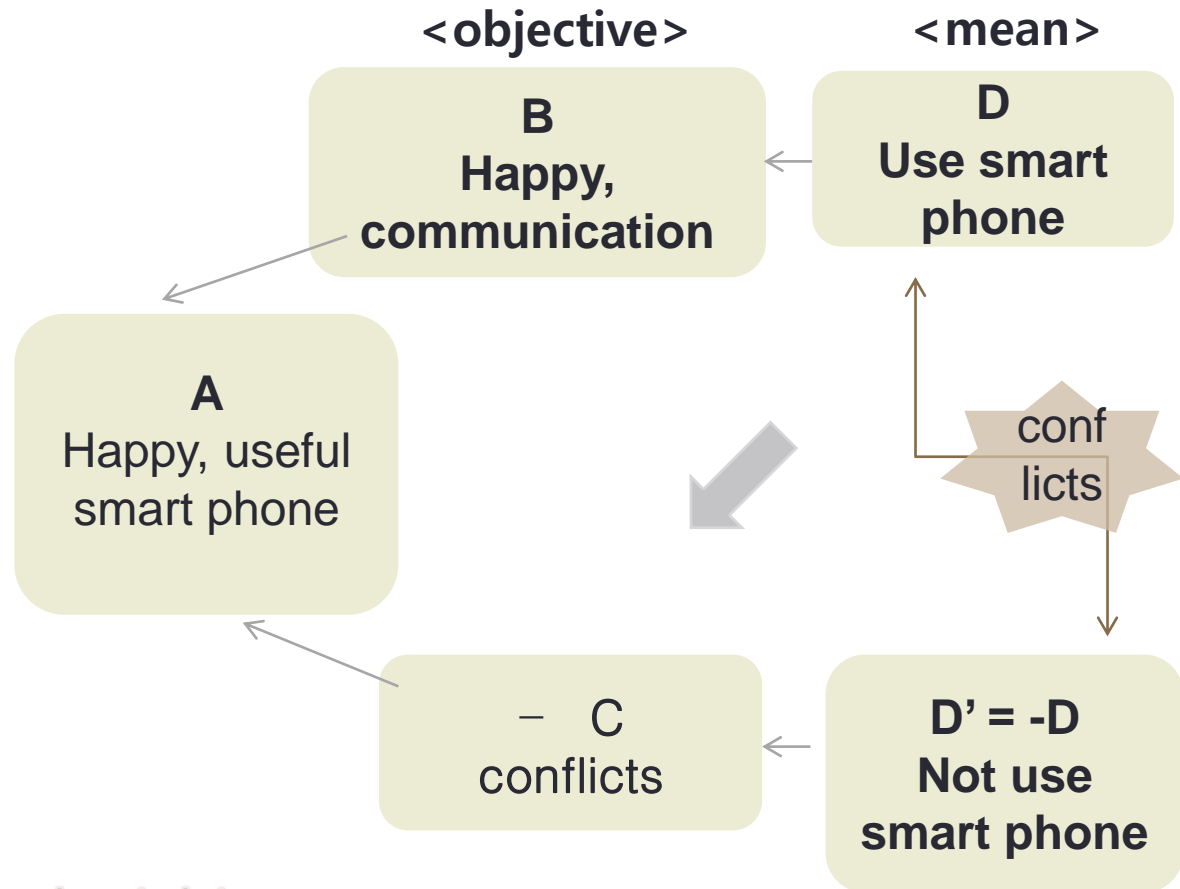 <objective>
<mean>
B
Happy,
communication
D
Use smart
phone
A
Happy, useful
smart phone
conf
licts
− C
conflicts
D’ = -D
Not use
smart phone